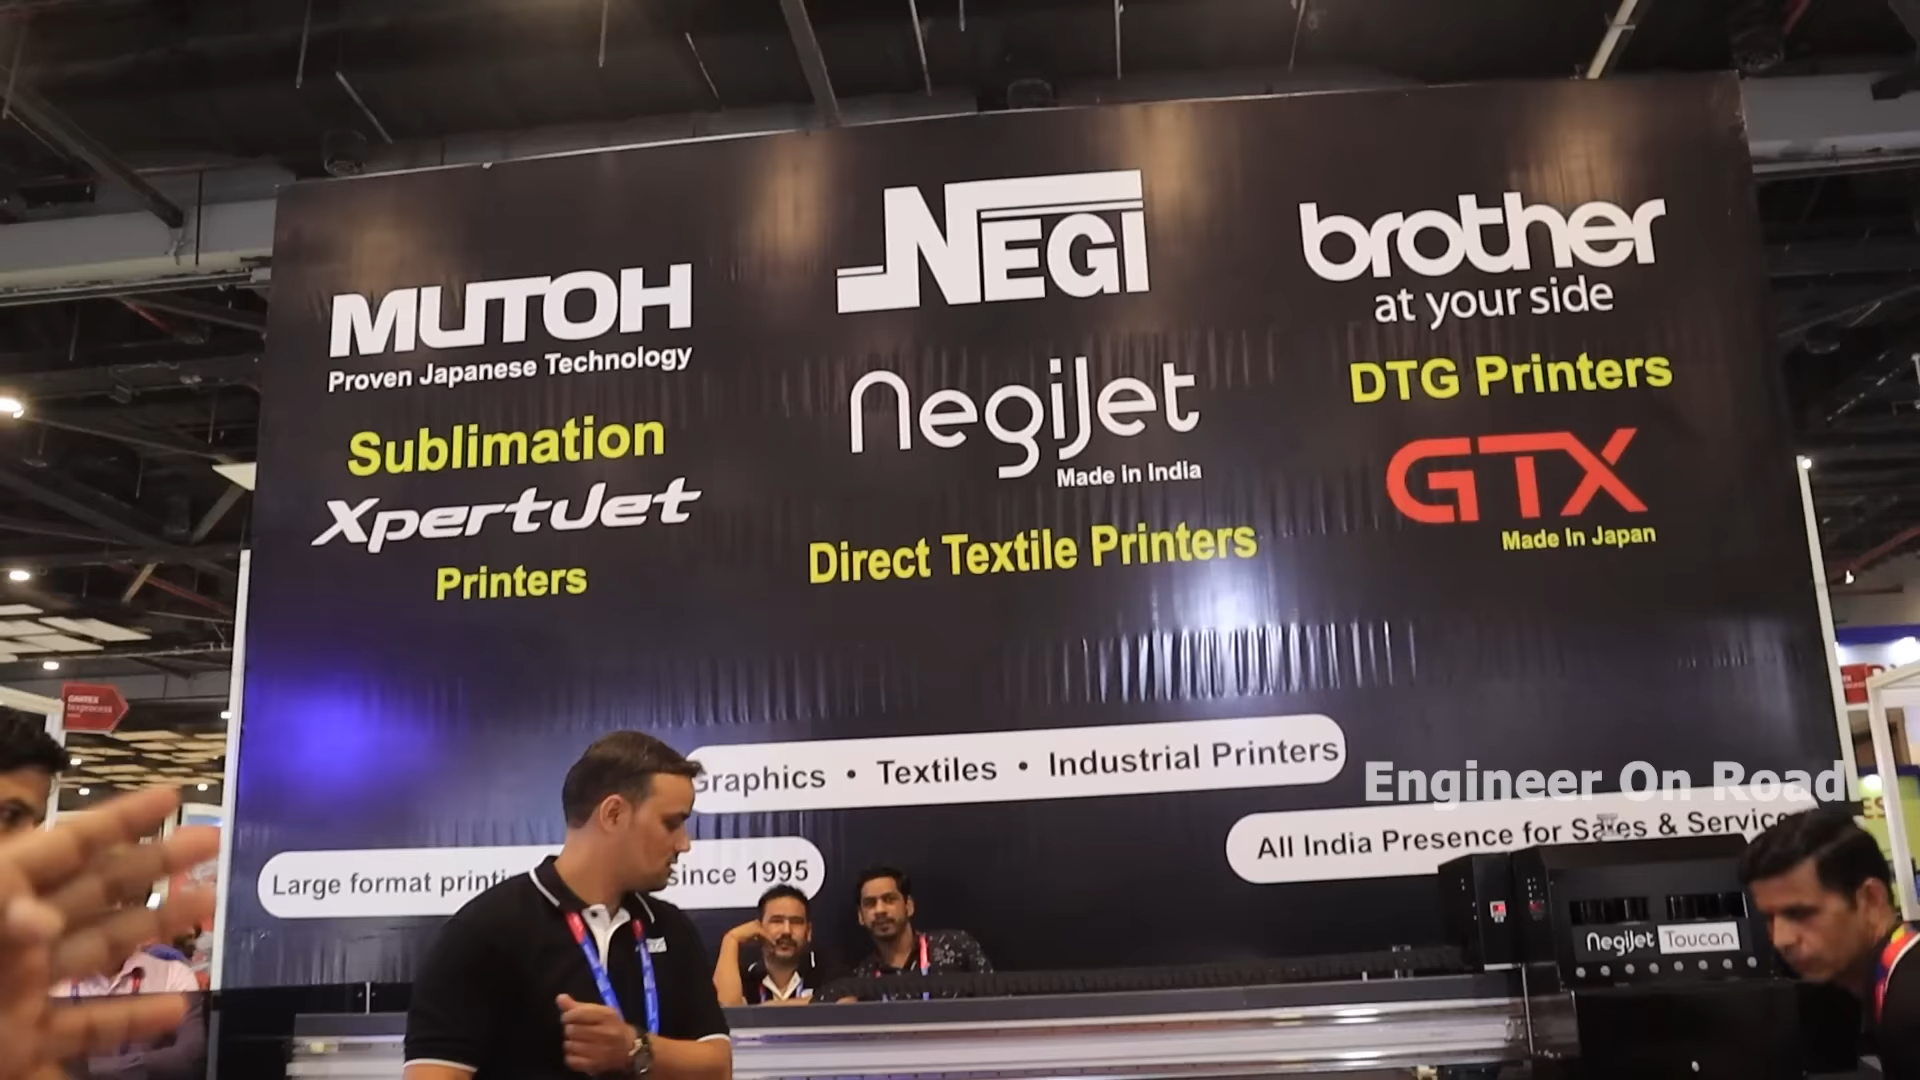 MUTOH
Proven Japanese Technology
Sublimation
XpertJet
Printers
NEGI
NegiJet
Made in India
Direct Textile Printers
brother
at your side
DTG Printers
GTX
Made In Japan
Graphics • Textiles • Industrial Printers
Engineer On Road
All India Presence for Sales & Service
Large format printi
since 1995
NegiJet Toucan